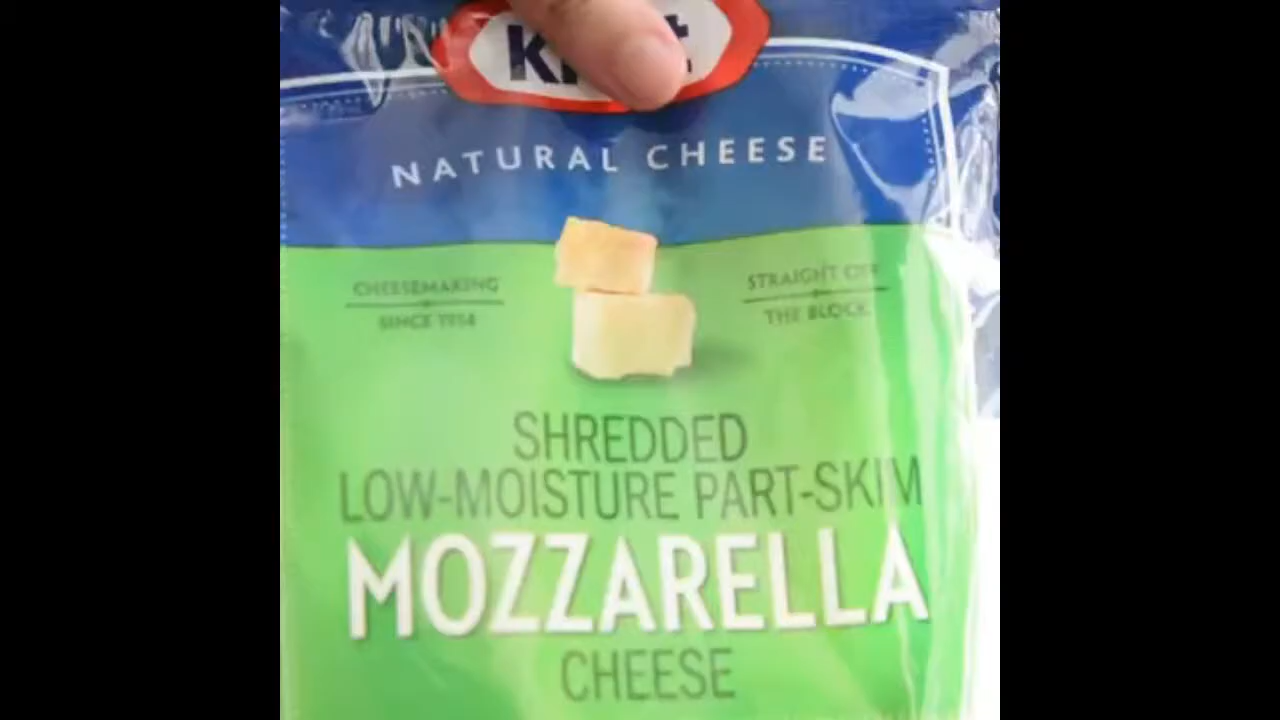 NATURAL CHEESE
CHEESEMAKING
SINCE 1914
STRAIGHT OFF
THE BLOCK
SHREDDED
LOW-MOISTURE PART-SKIM
MOZZARELLA
CHEESE